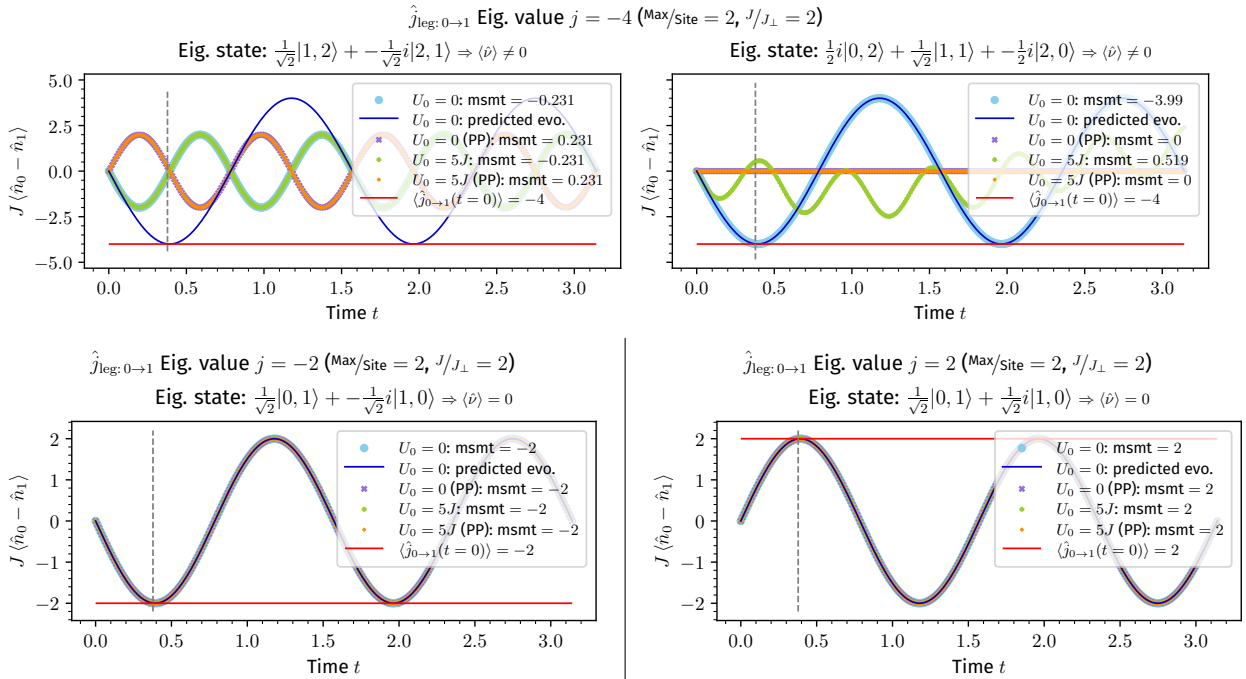 ĵ_leg: 0→1 Eig. value j = −4 (Max/Site = 2, J/J⊥ = 2)
Eig. state: 1/√2|1, 2⟩ + −1/√2 i|2, 1⟩ ⇒ ⟨ν̂⟩ ≠ 0
J ⟨n̂0 − n̂1⟩
5.0
2.5
0.0
−2.5
−5.0
U0 = 0: msmt = −0.231
U0 = 0: predicted evo.
U0 = 0 (PP): msmt = 0.231
U0 = 5J: msmt = −0.231
U0 = 5J (PP): msmt = 0.231
⟨ĵ0→1(t = 0)⟩ = −4
0.0 0.5 1.0 1.5 2.0 2.5 3.0
Time t
1/2 i|0, 2⟩ + 1/√2|1, 1⟩ + −1/2 i|2, 0⟩ ⇒ ⟨ν̂⟩ ≠ 0
Eig. state:
J ⟨n̂0 − n̂1⟩
5.0
2.5
0.0
−2.5
−5.0
U0 = 0: msmt = −3.99
U0 = 0: predicted evo.
U0 = 0 (PP): msmt = 0
U0 = 5J: msmt = 0.519
U0 = 5J (PP): msmt = 0
⟨ĵ0→1(t = 0)⟩ = −4
0.0 0.5 1.0 1.5 2.0 2.5 3.0
Time t
ĵ_leg: 0→1 Eig. value j = −2 (Max/Site = 2, J/J⊥ = 2)
Eig. state: 1/√2|0, 1⟩ + −1/√2 i|1, 0⟩ ⇒ ⟨ν̂⟩ = 0
J ⟨n̂0 − n̂1⟩
2
1
0
−1
−2
U0 = 0: msmt = −2
U0 = 0: predicted evo.
U0 = 0 (PP): msmt = −2
U0 = 5J: msmt = −2
U0 = 5J (PP): msmt = −2
⟨ĵ0→1(t = 0)⟩ = −2
0.0 0.5 1.0 1.5 2.0 2.5 3.0
Time t
ĵ_leg: 0→1 Eig. value j = 2 (Max/Site = 2, J/J⊥ = 2)
Eig. state: 1/√2|0, 1⟩ + 1/√2 i|1, 0⟩ ⇒ ⟨ν̂⟩ = 0
J ⟨n̂0 − n̂1⟩
2
1
0
−1
−2
U0 = 0: msmt = 2
U0 = 0: predicted evo.
U0 = 0 (PP): msmt = 2
U0 = 5J: msmt = 2
U0 = 5J (PP): msmt = 2
⟨ĵ0→1(t = 0)⟩ = 2
0.0 0.5 1.0 1.5 2.0 2.5 3.0
Time t